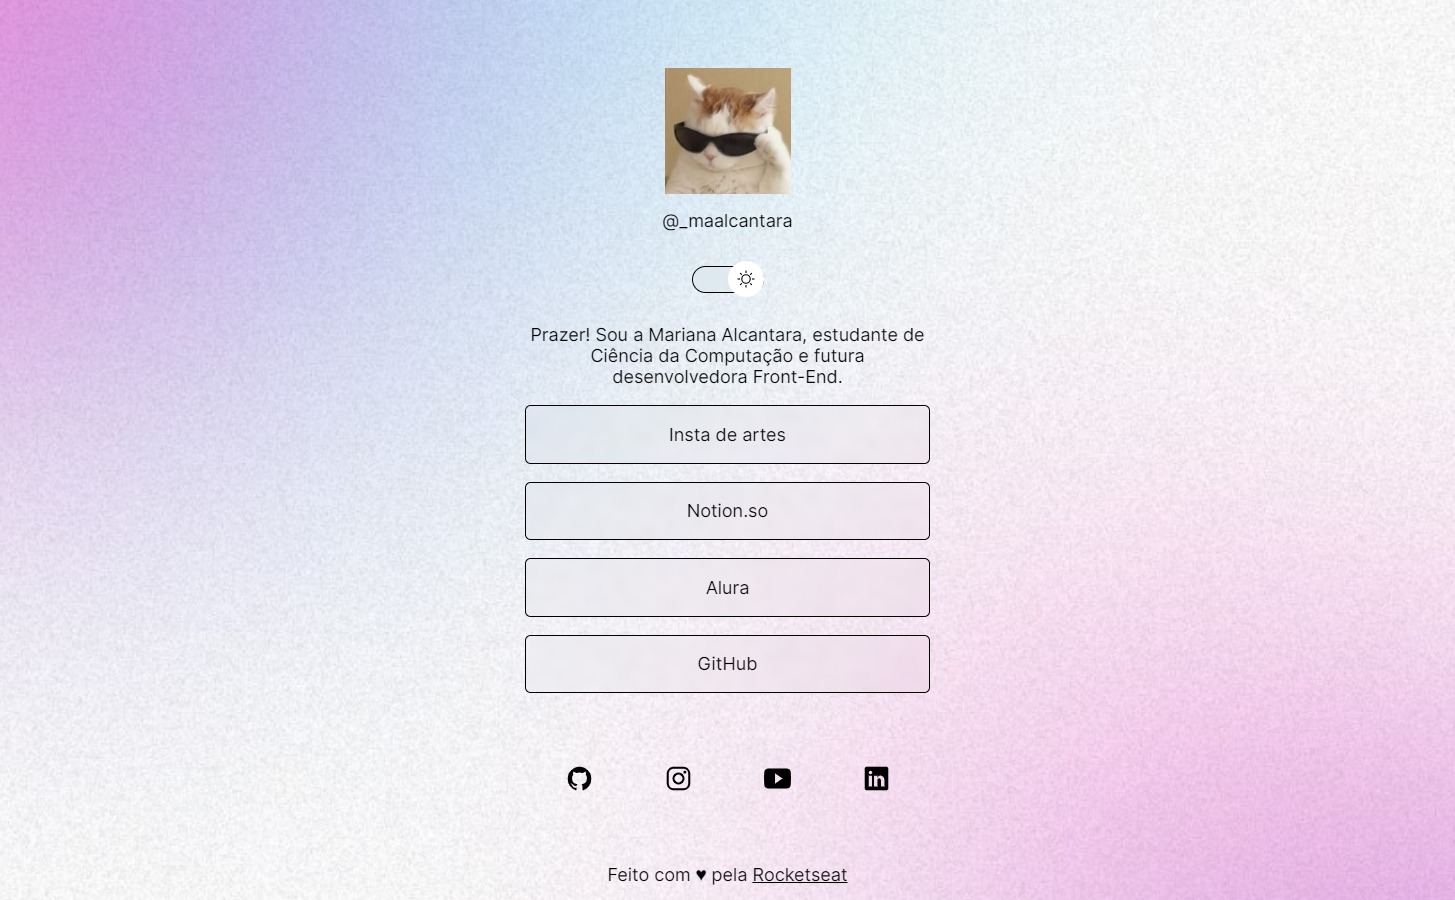 @_maalcantara
Prazer! Sou a Mariana Alcantara, estudante de
Ciência da Computação e futura
desenvolvedora Front-End.
Insta de artes
Notion.so
Alura
GitHub
Feito com ♥ pela Rocketseat